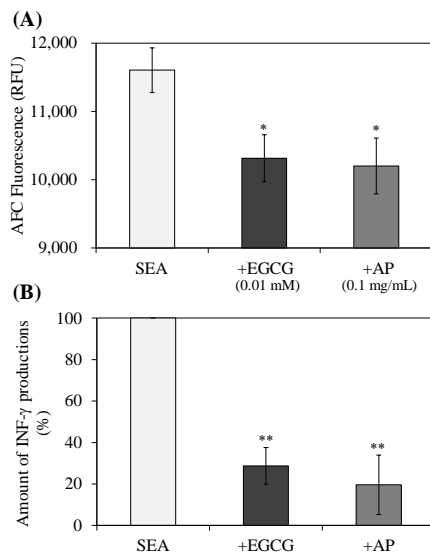 (A)
12,000
11,000
10,000
9,000
AFC Fluorescence (RFU)
*
*
SEA
+EGCG
(0.01 mM)
+AP
(0.1 mg/mL)
(B)
100
80
60
40
20
0
Amount of INF-γ productions
(%)
**
**
SEA
+EGCG
+AP